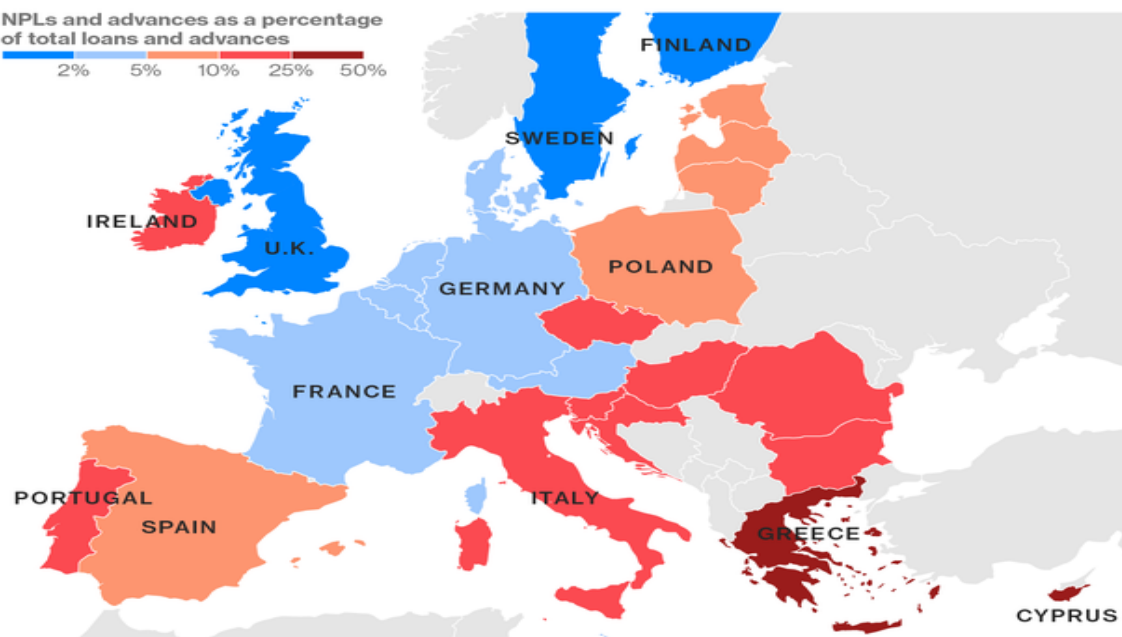 NPLs and advances as a percentage
of total loans and advances
2% 5% 10% 25% 50%
FINLAND
SWEDEN
IRELAND
U.K.
POLAND
GERMANY
FRANCE
PORTUGAL
ITALY
SPAIN
GREECE
CYPRUS